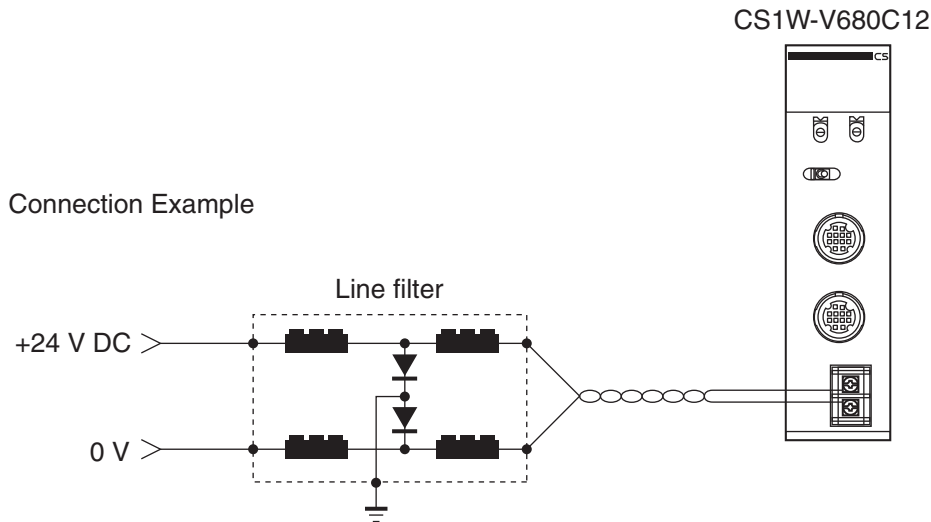 CS1W-V680C12
CS
Connection Example
Line filter
+24 V DC
0 V